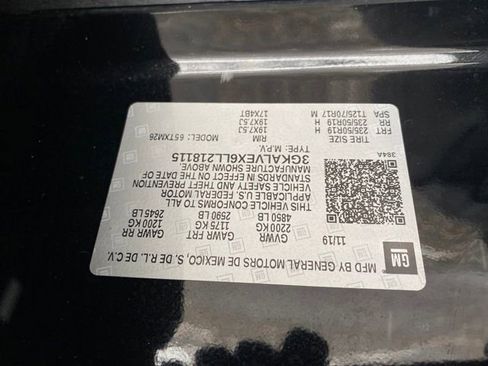 GM
MFD BY GENERAL MOTORS DE MEXICO, S. DE R.L. DE C.V.
11/19
GVWR GAWR FRT GAWR RR
2200 KG 1175 KG 1200 KG
4850 LB 2590 LB 2645 LB
THIS VEHICLE CONFORMS TO ALL
APPLICABLE U.S. FEDERAL MOTOR
VEHICLE SAFETY AND THEFT PREVENTION
STANDARDS IN EFFECT ON THE DATE OF
MANUFACTURE SHOWN ABOVE.
3GKALVEX6LL218115
TYPE: M.P.V. MODEL: 6STXM26
384A
TIRE SIZE RIM
FRT 235/50R19 H 19X7.5J
RR 235/50R19 H 19X7.5J
SPA T125/70R17 M 17X4BT